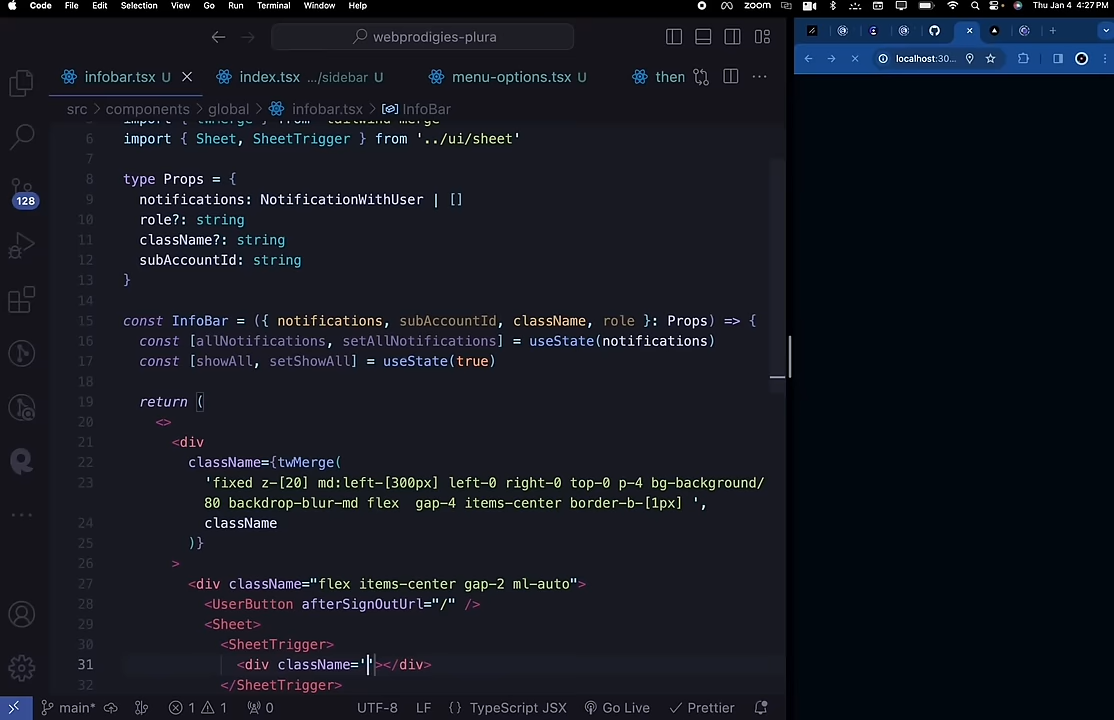 Code File Edit Selection View Go Run Terminal Window Help zoom Thu Jan 4 4:27 PM
webprodigies-plura
infobar.tsx U index.tsx .../sidebar U menu-options.tsx U then ···
localhost:30...
src > components > global > infobar.tsx > InfoBar
6 import { Sheet, SheetTrigger } from '../ui/sheet'
7
8 type Props = {
9 notifications: NotificationWithUser | []
10 role?: string
11 className?: string
12 subAccountId: string
13 }
14
15 const InfoBar = ({ notifications, subAccountId, className, role }: Props) => {
16 const [allNotifications, setAllNotifications] = useState(notifications)
17 const [showAll, setShowAll] = useState(true)
18
19 return (
20 <>
21 <div
22 className={twMerge(
23 'fixed z-[20] md:left-[300px] left-0 right-0 top-0 p-4 bg-background/
80 backdrop-blur-md flex  gap-4 items-center border-b-[1px] ',
24 className
25 )}
26 >
27 <div className="flex items-center gap-2 ml-auto">
28 <UserButton afterSignOutUrl="/" />
29 <Sheet>
30 <SheetTrigger>
31 <div className=''></div>
32 </SheetTrigger>
128
main* 1 1 0 UTF-8 LF {} TypeScript JSX Go Live Prettier